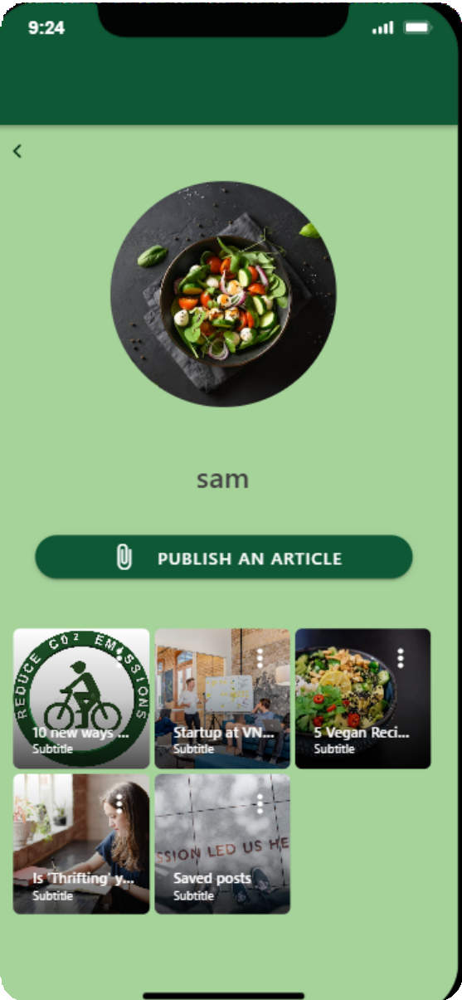 9:24
sam
PUBLISH AN ARTICLE
REDUCE CO² EMISSIONS
10 new ways ...
Subtitle
Startup at VN...
Subtitle
5 Vegan Reci...
Subtitle
Is 'Thrifting' y...
Subtitle
SSION LED US HE
Saved posts
Subtitle